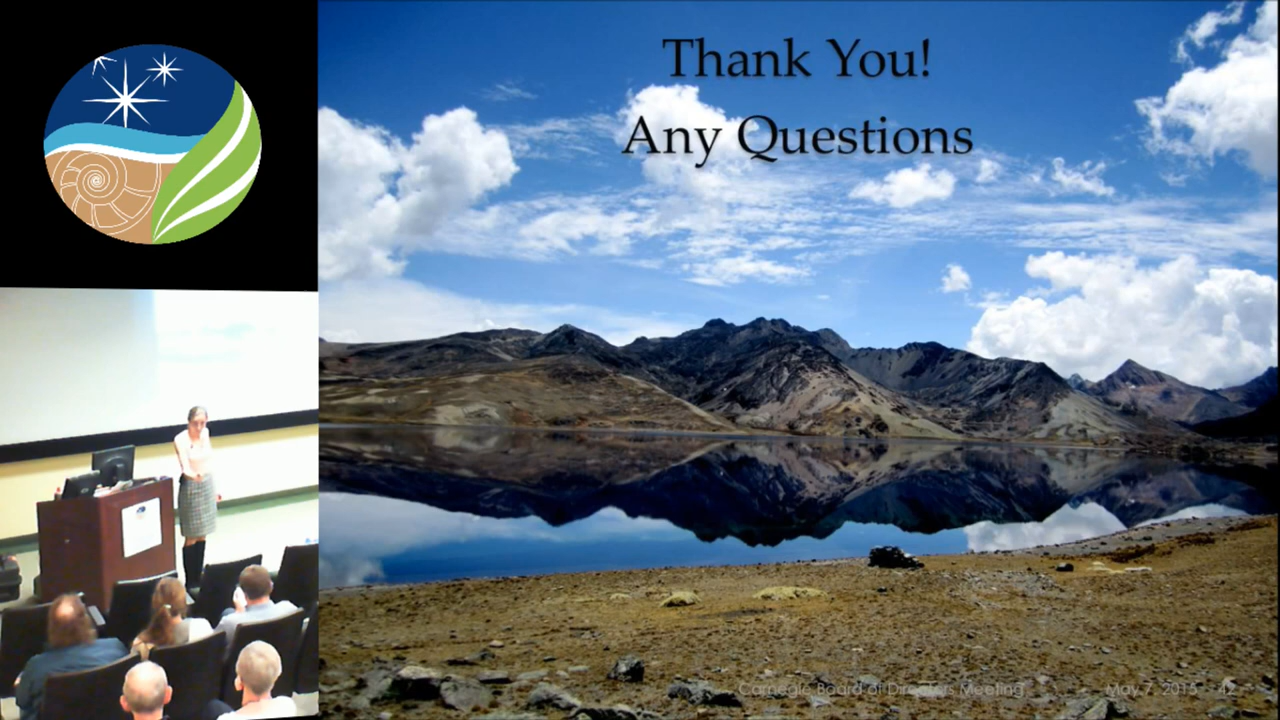 Thank You!
Any Questions
Carnegie Board of Directors Meeting May 7, 2015 42